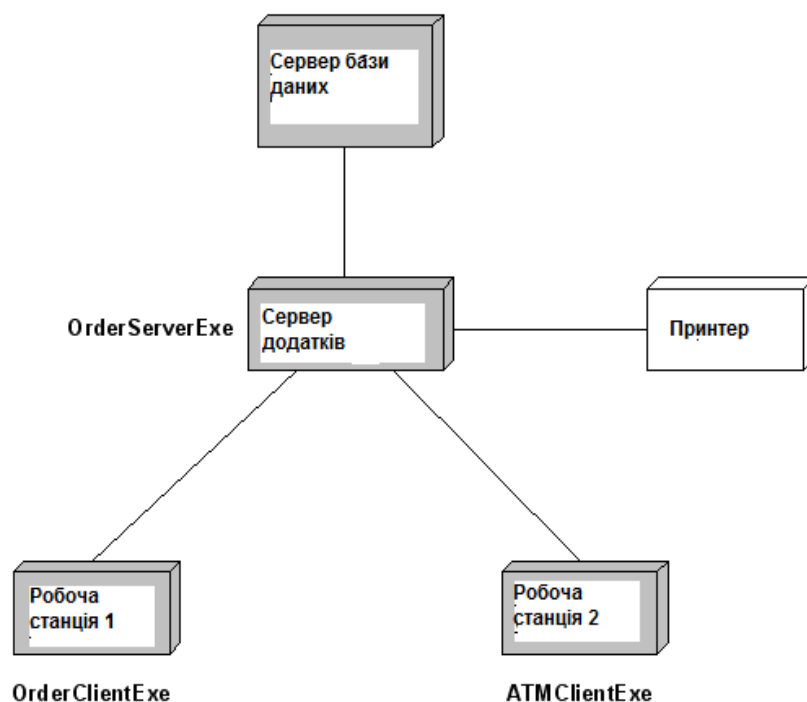 Сервер бази
даних
OrderServerExe
Сервер
додатків
Принтер
Робоча
станція 1
Робоча
станція 2
OrderClientExe
ATMClientExe